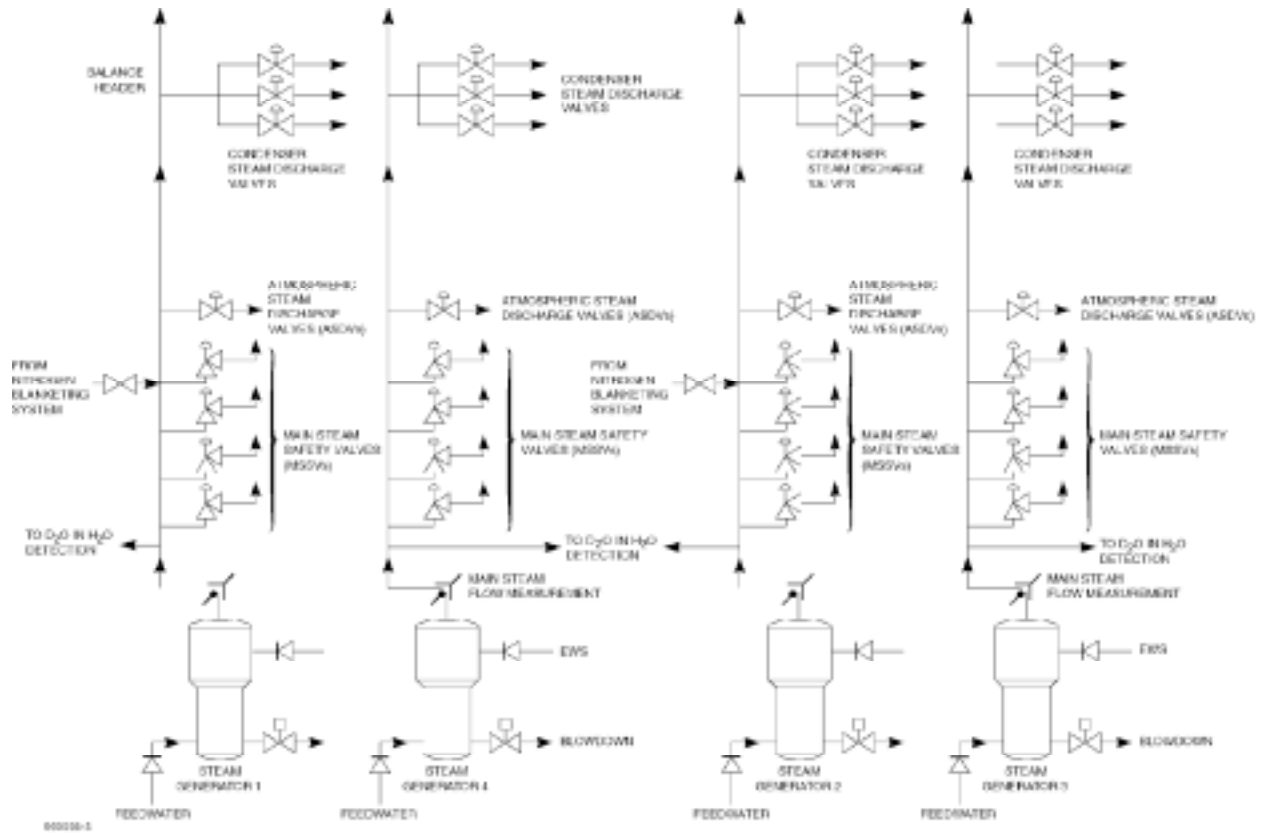 BALANCE
HEADER
CONDENSER
STEAM DISCHARGE
VALVES
CONDENSER
STEAM DISCHARGE
VALVES
CONDENSER
STEAM DISCHARGE
VALVES
CONDENSER
STEAM DISCHARGE
VALVES
ATMOSPHERIC
STEAM
DISCHARGE
VALVES (ASDVs)
ATMOSPHERIC STEAM
DISCHARGE VALVES (ASDVs)
ATMOSPHERIC
STEAM
DISCHARGE
VALVES (ASDVs)
ATMOSPHERIC STEAM
DISCHARGE VALVES (ASDVs)
FROM
NITROGEN
BLANKETING
SYSTEM
FROM
NITROGEN
BLANKETING
SYSTEM
MAIN STEAM
SAFETY VALVES
(MSSVs)
MAIN STEAM SAFETY
VALVES (MSSVs)
MAIN STEAM
SAFETY VALVES
(MSSVs)
MAIN STEAM SAFETY
VALVES (MSSVs)
TO D2O IN H2O
DETECTION
TO D2O IN H2O
DETECTION
TO D2O IN H2O
DETECTION
MAIN STEAM
FLOW MEASUREMENT
MAIN STEAM
FLOW MEASUREMENT
EWS
EWS
BLOWDOWN
BLOWDOWN
STEAM
GENERATOR 1
STEAM
GENERATOR 4
STEAM
GENERATOR 2
STEAM
GENERATOR 3
FEEDWATER
FEEDWATER
FEEDWATER
FEEDWATER